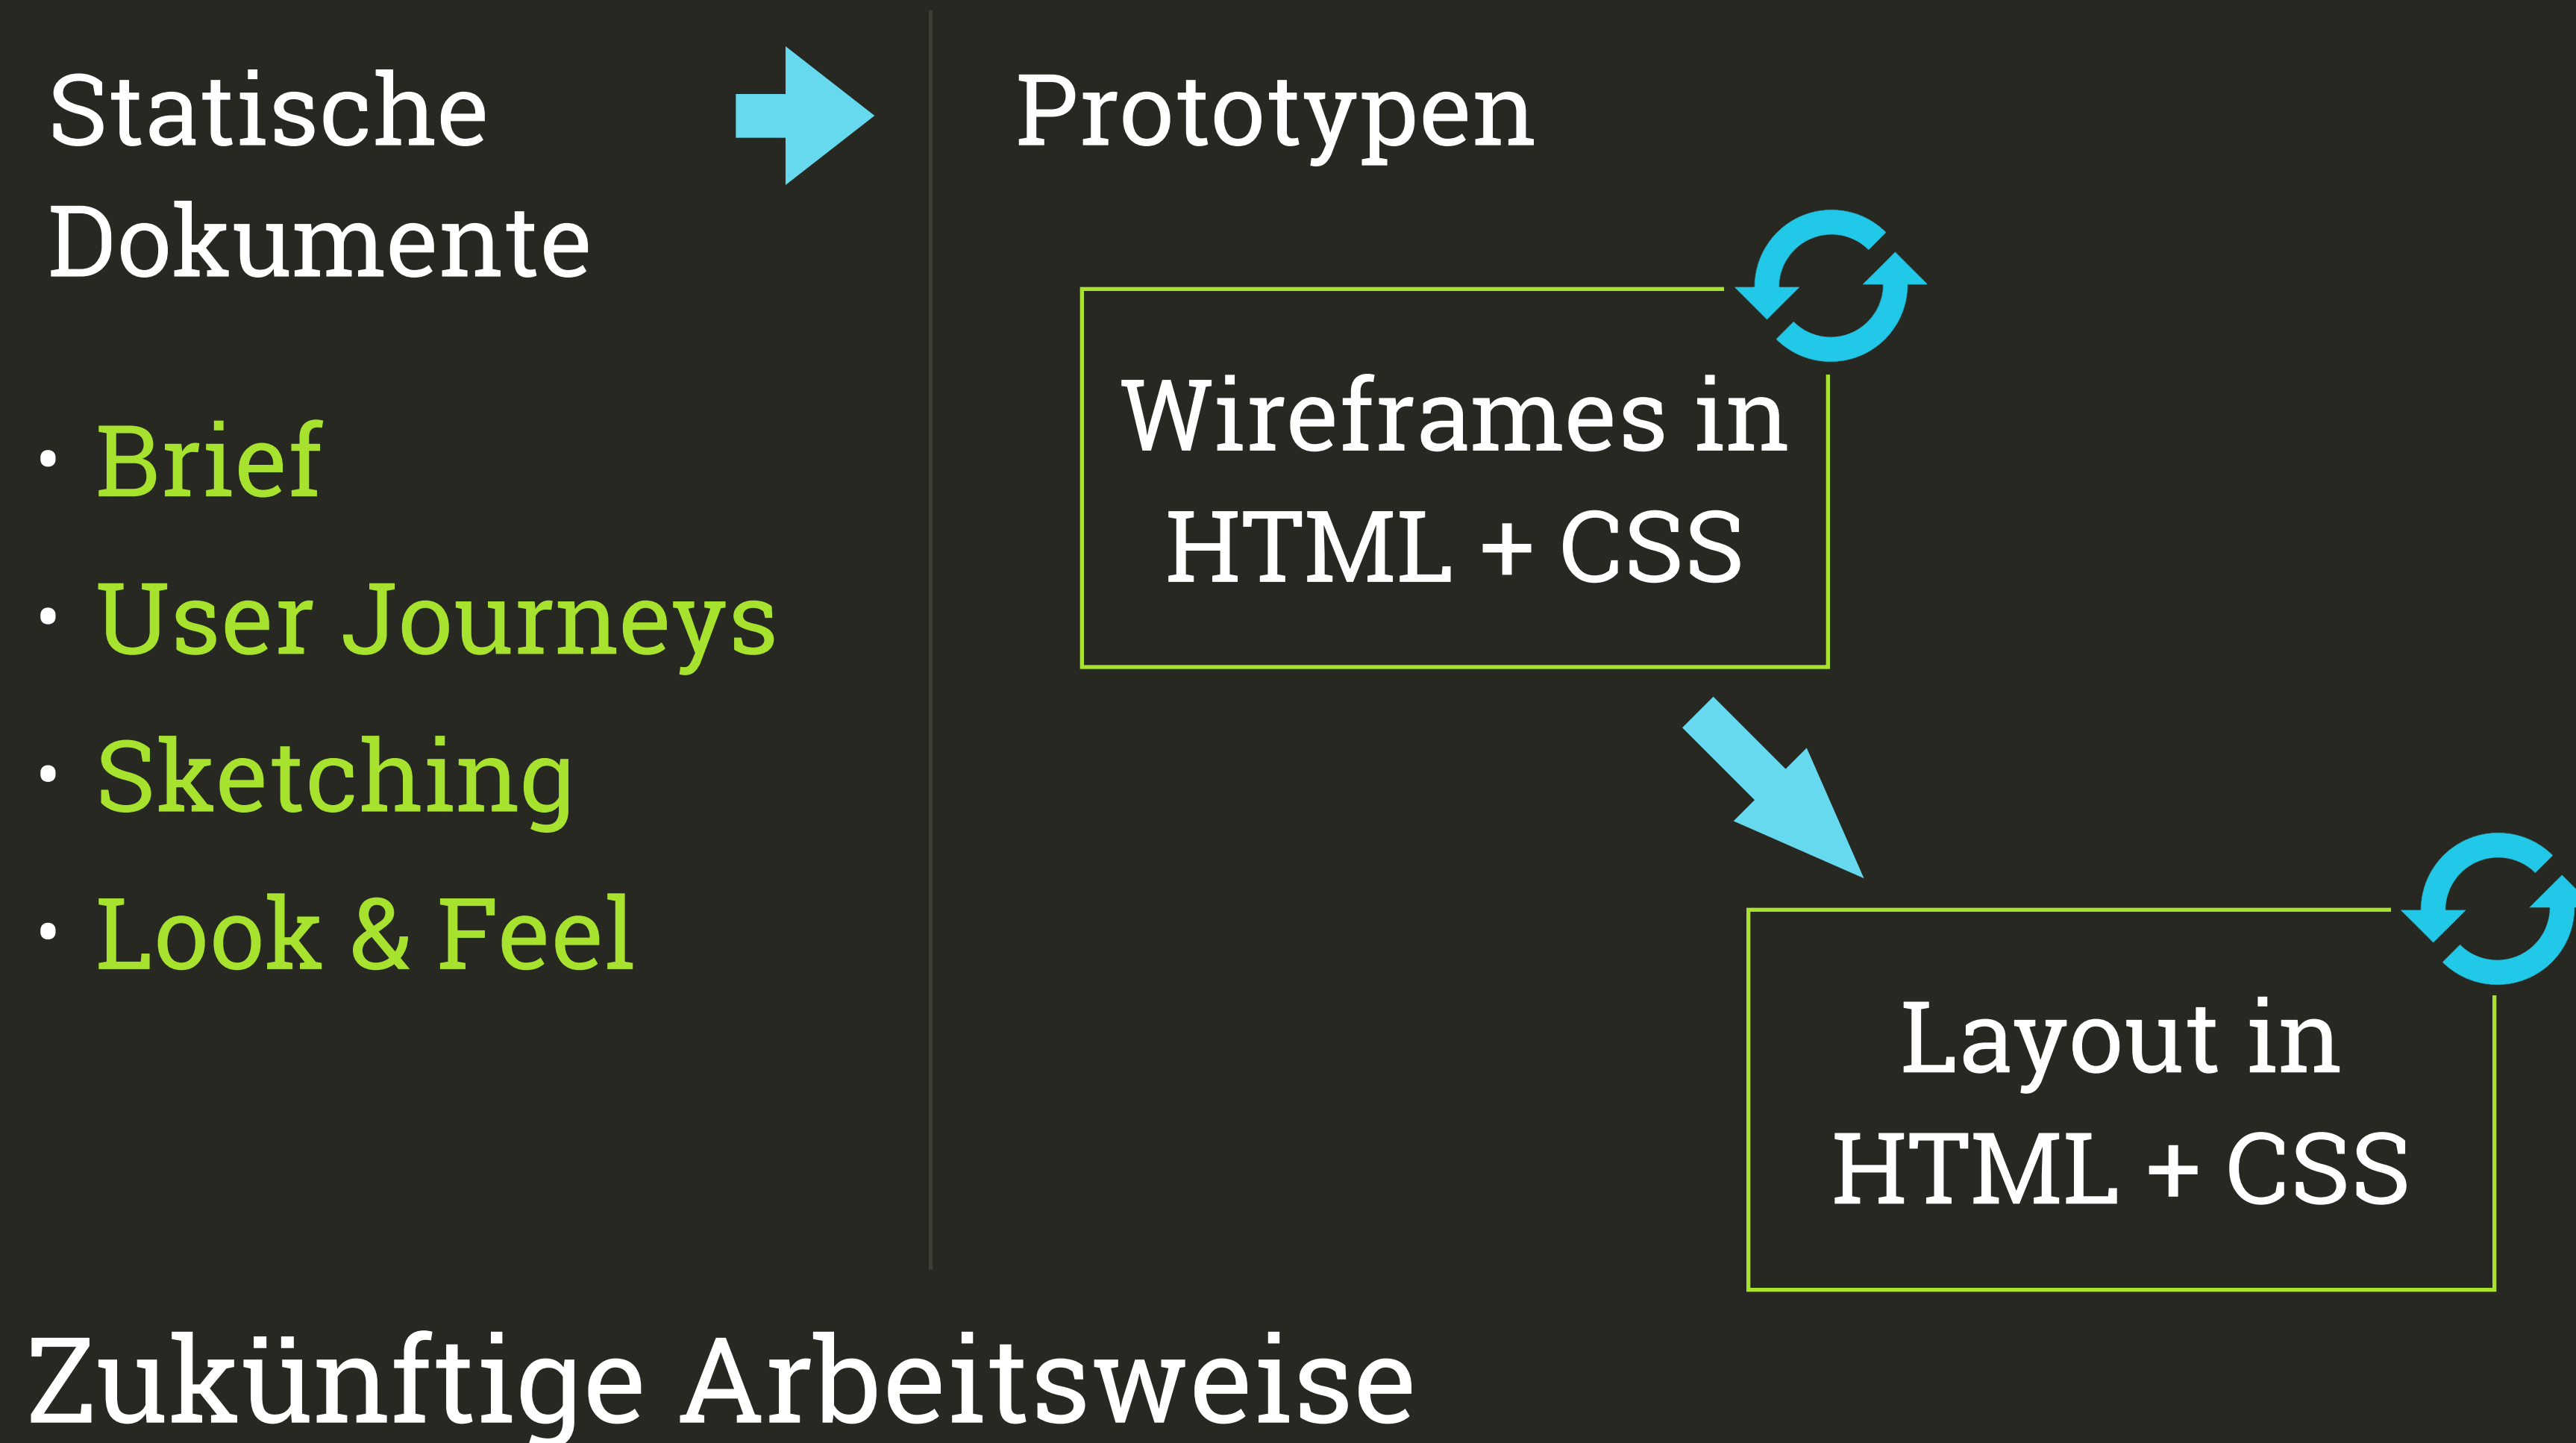 Statische
Dokumente
• Brief
• User Journeys
• Sketching
• Look & Feel
Prototypen
Wireframes in
HTML + CSS
Layout in
HTML + CSS
Zukünftige Arbeitsweise